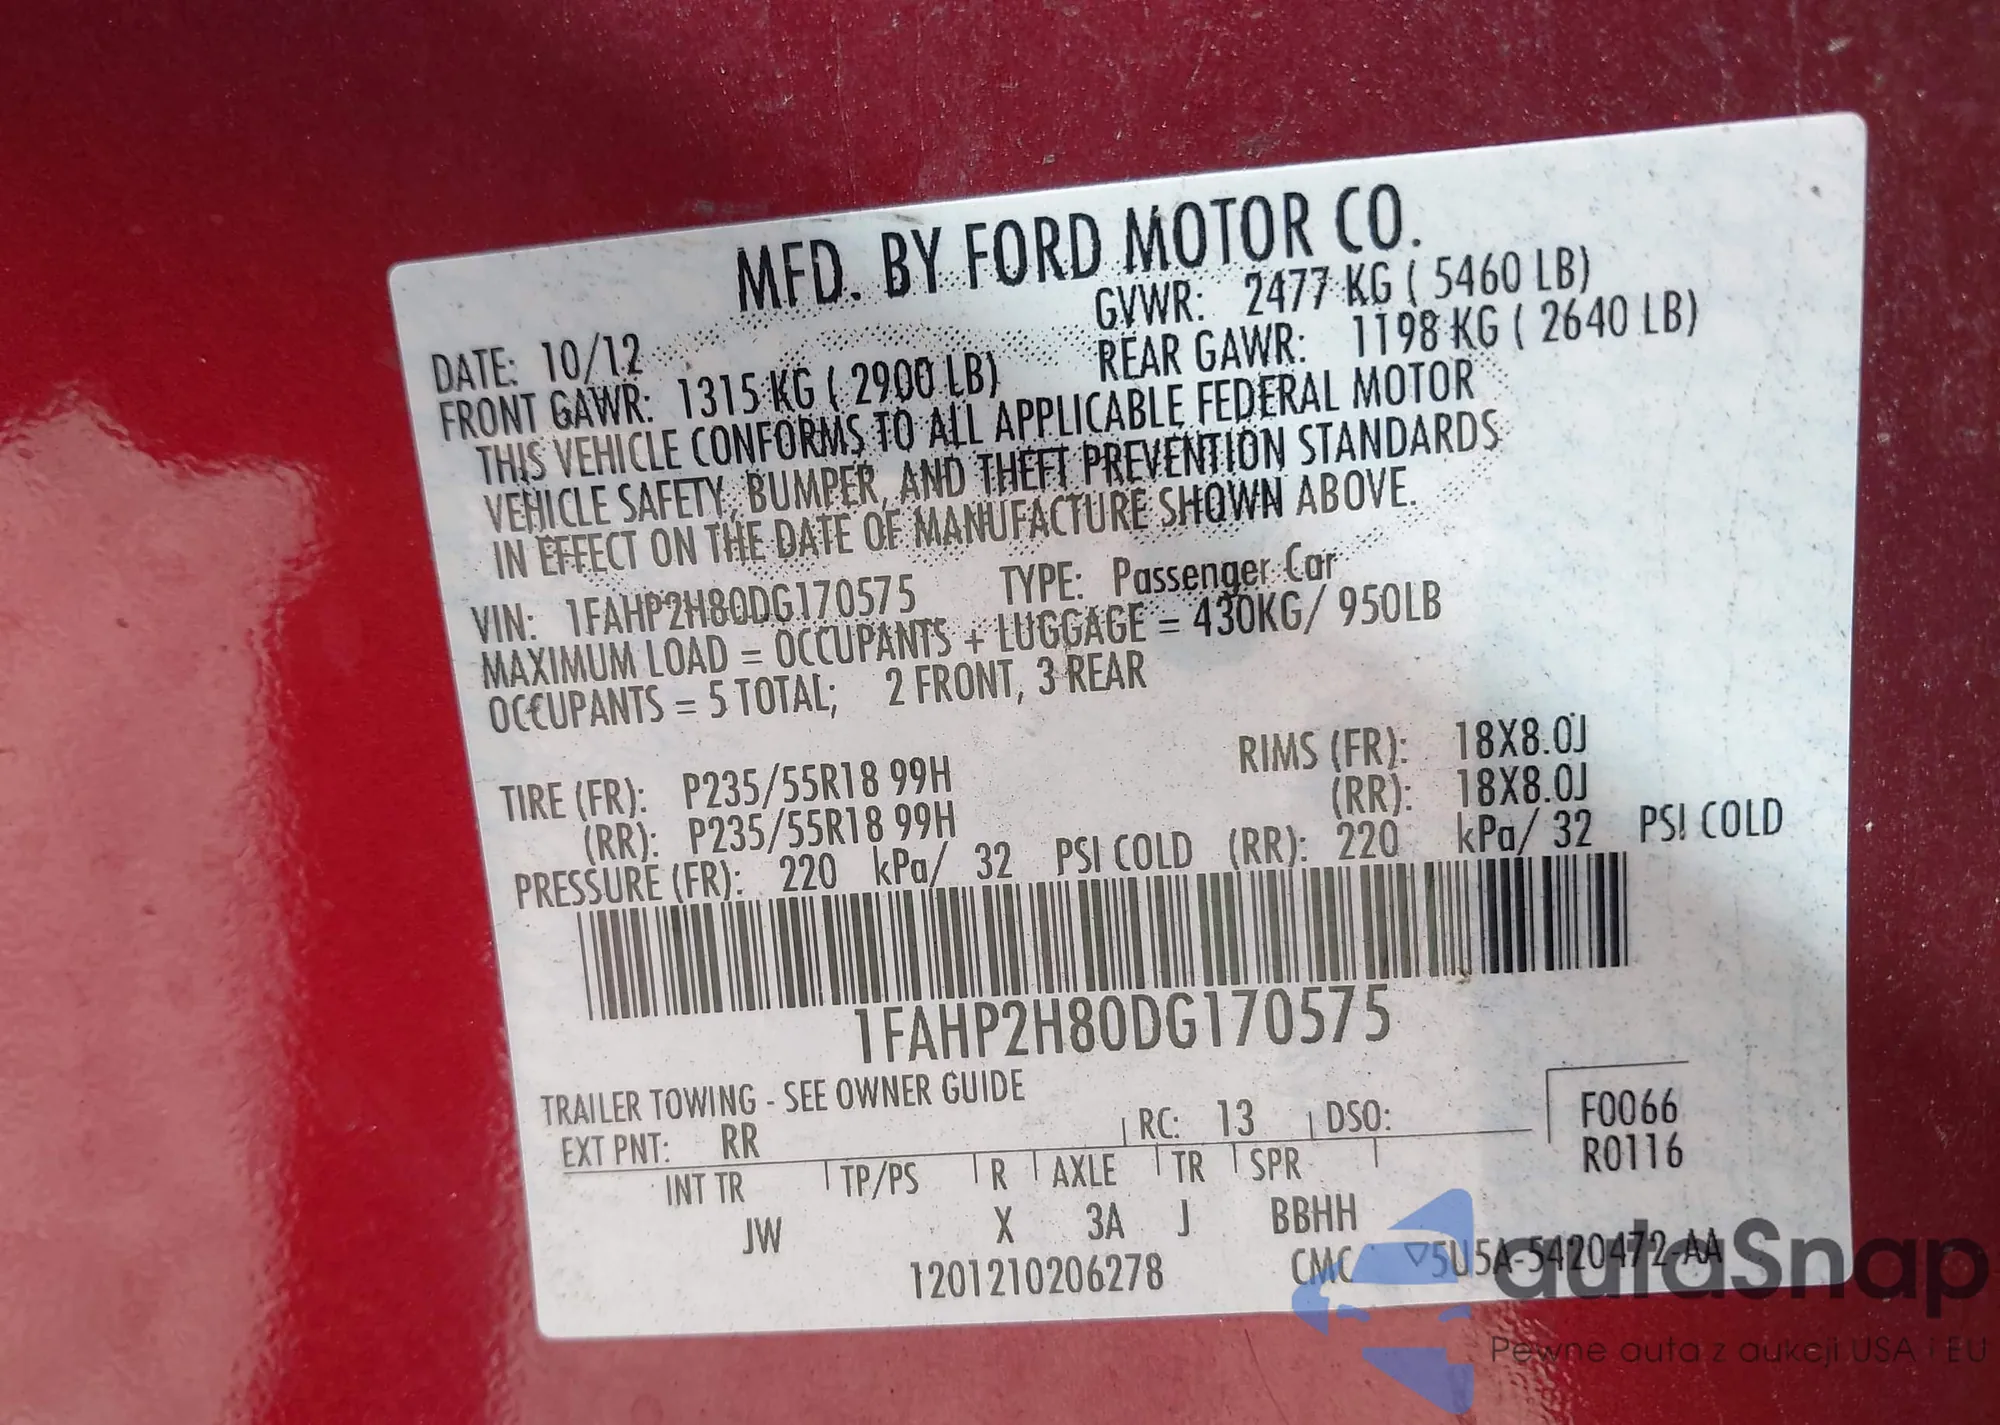 MFD. BY FORD MOTOR CO.
DATE: 10/12 GVWR: 2477 KG ( 5460 LB)
FRONT GAWR: 1315 KG ( 2900 LB) REAR GAWR: 1198 KG ( 2640 LB)
THIS VEHICLE CONFORMS TO ALL APPLICABLE FEDERAL MOTOR
VEHICLE SAFETY, BUMPER, AND THEFT PREVENTION STANDARDS
IN EFFECT ON THE DATE OF MANUFACTURE SHOWN ABOVE.
VIN: 1FAHP2H80DG170575 TYPE: Passenger Car
MAXIMUM LOAD = OCCUPANTS + LUGGAGE = 430KG/ 950LB
OCCUPANTS = 5 TOTAL; 2 FRONT, 3 REAR
TIRE (FR): P235/55R18 99H RIMS (FR): 18X8.0J
(RR): P235/55R18 99H (RR): 18X8.0J
PRESSURE (FR): 220 kPa/ 32 PSI COLD (RR): 220 kPa/ 32 PSI COLD
1FAHP2H80DG170575
TRAILER TOWING - SEE OWNER GUIDE
EXT PNT: RR RC: 13 DSO: F0066
R0116
INT TR TP/PS R AXLE TR SPR
JW X 3A J BBHH
1201210206278 CMC ▽5U5A-5420472-AA
autaSnap
Pewne auta z aukcji USA i EU